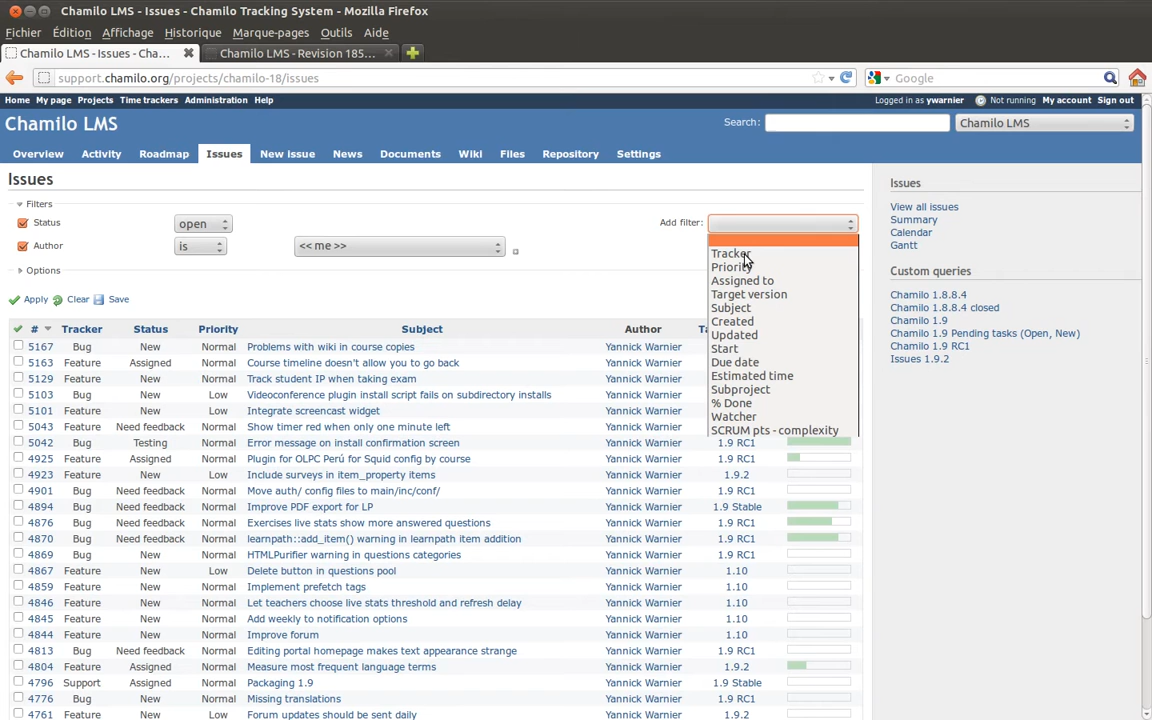 Chamilo LMS - Issues - Chamilo Tracking System - Mozilla Firefox
Fichier Édition Affichage Historique Marque-pages Outils Aide
Chamilo LMS - Issues - Cha... Chamilo LMS - Revision 185...
support.chamilo.org/projects/chamilo-18/issues Google
Home My page Projects Time trackers Administration Help Logged in as ywarnier Not running My account Sign out
Chamilo LMS Search: Chamilo LMS
Overview Activity Roadmap Issues New issue News Documents Wiki Files Repository Settings
Issues
Filters
Status open Add filter:
Author is << me >>
Options
Apply Clear Save
Tracker
Priority
Assigned to
Target version
Subject
Created
Updated
Start
Due date
Estimated time
Subproject
% Done
Watcher
SCRUM pts - complexity
# Tracker Status Priority Subject Author
5167 Bug New Normal Problems with wiki in course copies Yannick Warnier
5163 Feature Assigned Normal Course timeline doesn't allow you to go back Yannick Warnier
5129 Feature New Normal Track student IP when taking exam Yannick Warnier
5103 Bug New Low Videoconference plugin install script fails on subdirectory installs Yannick Warnier
5101 Feature New Low Integrate screencast widget Yannick Warnier
5043 Feature Need feedback Normal Show timer red when only one minute left Yannick Warnier
5042 Bug Testing Normal Error message on install confirmation screen Yannick Warnier 1.9 RC1
4925 Feature Assigned Normal Plugin for OLPC Perú for Squid config by course Yannick Warnier 1.9 RC1
4923 Feature New Low Include surveys in item_property items Yannick Warnier 1.9.2
4901 Bug Need feedback Normal Move auth/ config files to main/inc/conf/ Yannick Warnier 1.9 RC1
4894 Bug Need feedback Normal Improve PDF export for LP Yannick Warnier 1.9 Stable
4876 Bug Need feedback Normal Exercises live stats show more answered questions Yannick Warnier 1.9 RC1
4870 Bug Need feedback Normal learnpath::add_item() warning in learnpath item addition Yannick Warnier 1.9 RC1
4869 Bug New Normal HTMLPurifier warning in questions categories Yannick Warnier 1.9 RC1
4867 Feature New Low Delete button in questions pool Yannick Warnier 1.10
4859 Feature New Normal Implement prefetch tags Yannick Warnier 1.10
4846 Feature New Normal Let teachers choose live stats threshold and refresh delay Yannick Warnier 1.10
4845 Feature New Normal Add weekly to notification options Yannick Warnier 1.10
4844 Feature New Normal Improve forum Yannick Warnier 1.10
4813 Bug Need feedback Normal Editing portal homepage makes text appearance strange Yannick Warnier 1.9 RC1
4804 Feature Assigned Normal Measure most frequent language terms Yannick Warnier 1.9.2
4796 Support Assigned Normal Packaging 1.9 Yannick Warnier 1.9 Stable
4776 Bug New Normal Missing translations Yannick Warnier 1.9 RC1
4761 Feature New Low Forum updates should be sent daily Yannick Warnier 1.9.2
Issues
View all issues
Summary
Calendar
Gantt
Custom queries
Chamilo 1.8.8.4
Chamilo 1.8.8.4 closed
Chamilo 1.9
Chamilo 1.9 Pending tasks (Open, New)
Chamilo 1.9 RC1
Issues 1.9.2